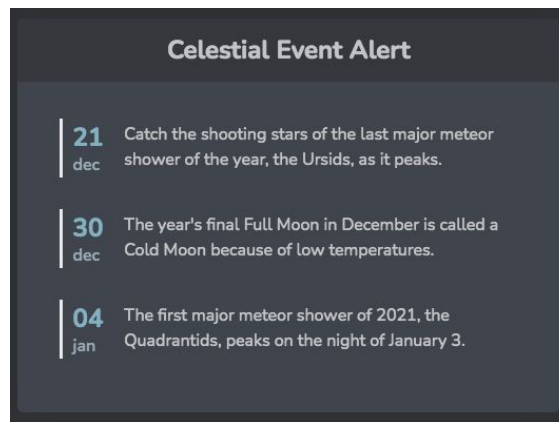 Celestial Event Alert
21
dec
Catch the shooting stars of the last major meteor
shower of the year, the Ursids, as it peaks.
30
dec
The year's final Full Moon in December is called a
Cold Moon because of low temperatures.
04
jan
The first major meteor shower of 2021, the
Quadrantids, peaks on the night of January 3.